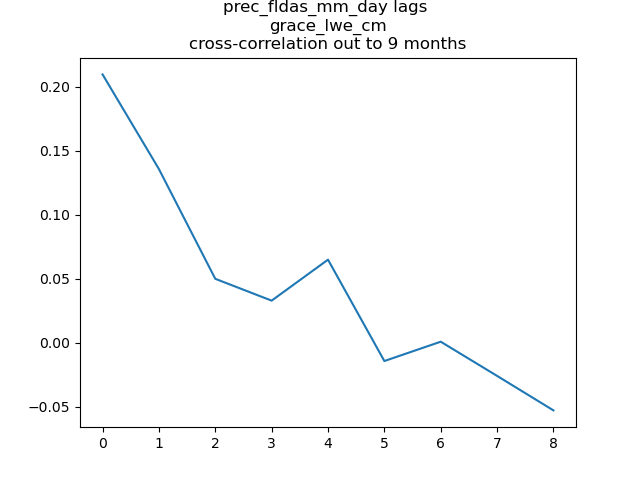 prec_fldas_mm_day lags
grace_lwe_cm
cross-correlation out to 9 months
0.20
0.15
0.10
0.05
0.00
−0.05
0 1 2 3 4 5 6 7 8